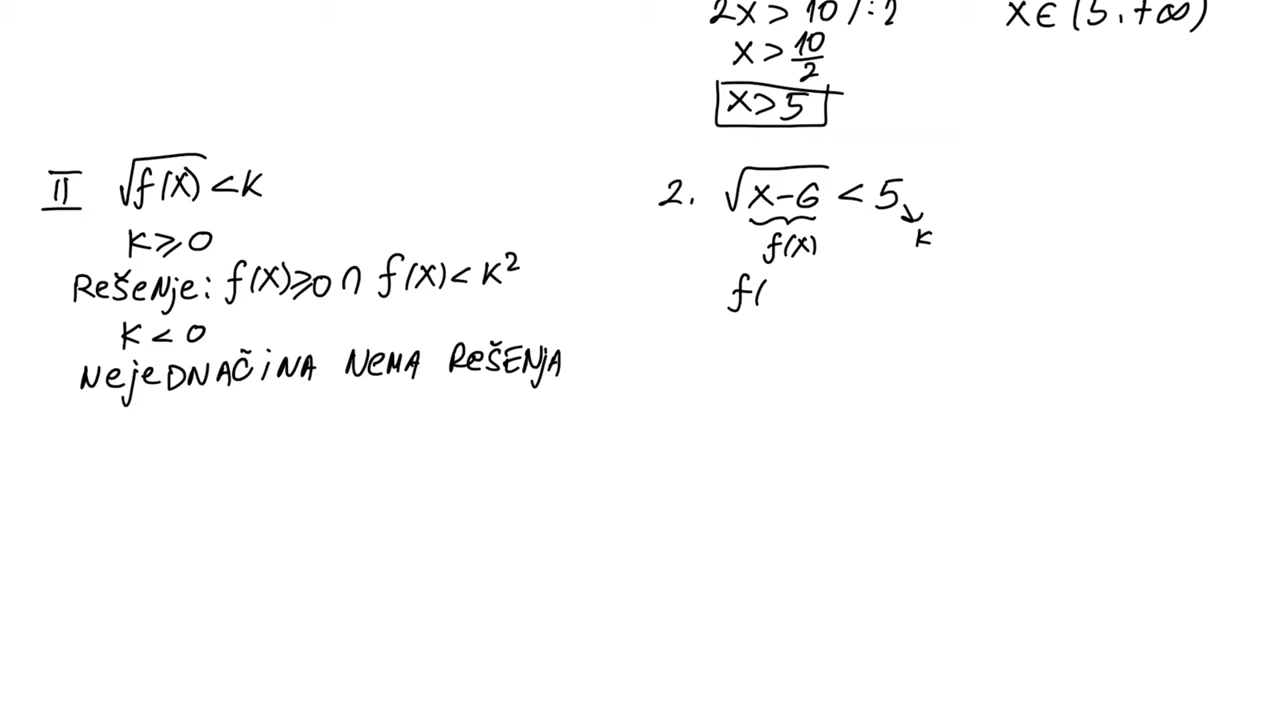 2x > 10 / : 2
x ∈ (5, +∞)
x > 10/2
x > 5
II √f(x) < K
K ⩾ 0
Rešenje: f(x) ⩾ 0 ∩ f(x) < K²
K < 0
Nejednačina nema rešenja
2. √x-6 < 5
f(x)
K
f(